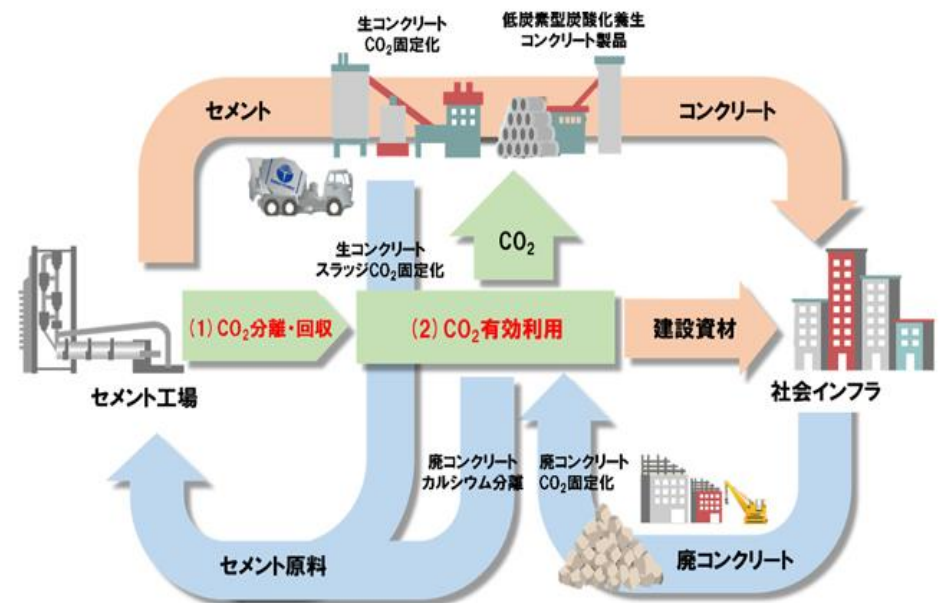 生コンクリート
CO₂固定化
低炭素型炭酸化養生
コンクリート製品
セメント
コンクリート
CO₂
生コンクリート
スラッジCO₂固定化
(1) CO₂分離・回収
(2) CO₂有効利用
建設資材
セメント工場
社会インフラ
廃コンクリート
カルシウム分離
廃コンクリート
CO₂固定化
セメント原料
廃コンクリート